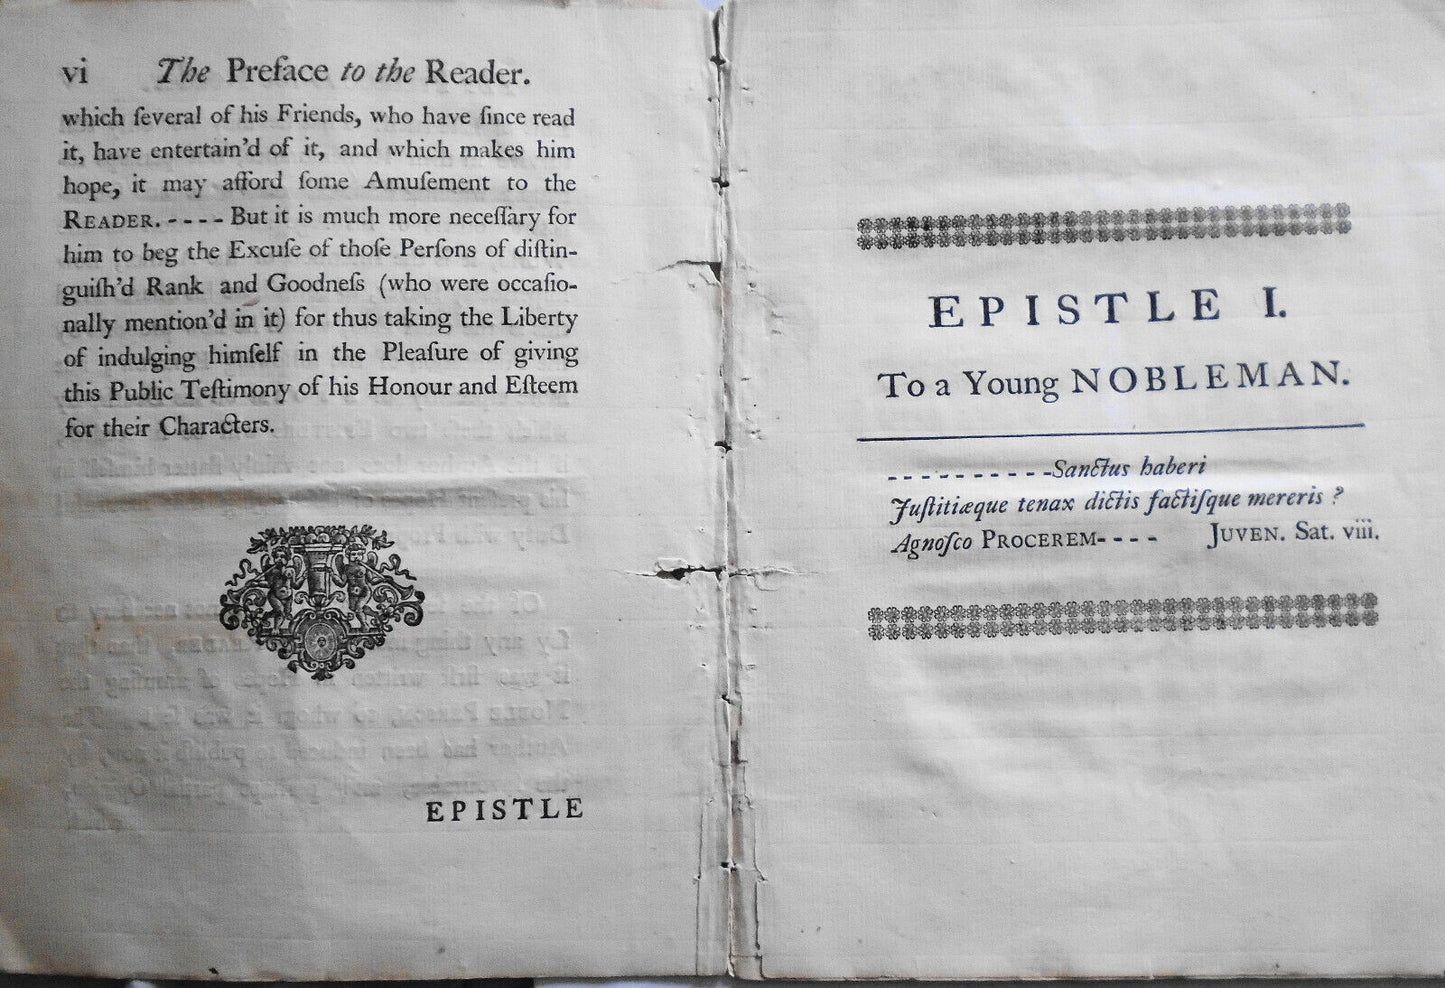 vi The Preface to the Reader.
which ſeveral of his Friends, who have ſince read
it, have entertain'd of it, and which makes him
hope, it may afford ſome Amuſement to the
READER. - - - - But it is much more neceſſary for
him to beg the Excuſe of thoſe Perſons of diſtin-
guiſh'd Rank and Goodneſs (who were occaſio-
nally mention'd in it) for thus taking the Liberty
of indulging himſelf in the Pleaſure of giving
this Public Teſtimony of his Honour and Eſteem
for their Characters.
EPISTLE
EPISTLE I.
To a Young NOBLEMAN.
- - - - - - - - - -Sanctus haberi
Juſtitiæque tenax dictis factiſque mereris ?
Agnoſco PROCEREM- - - - JUVEN. Sat. viii.